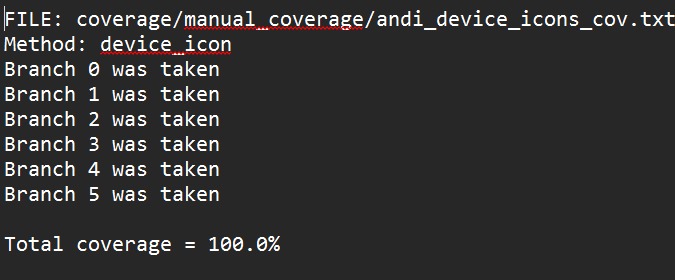 FILE: coverage/manual_coverage/andi_device_icons_cov.txt
Method: device_icon
Branch 0 was taken
Branch 1 was taken
Branch 2 was taken
Branch 3 was taken
Branch 4 was taken
Branch 5 was taken
Total coverage = 100.0%